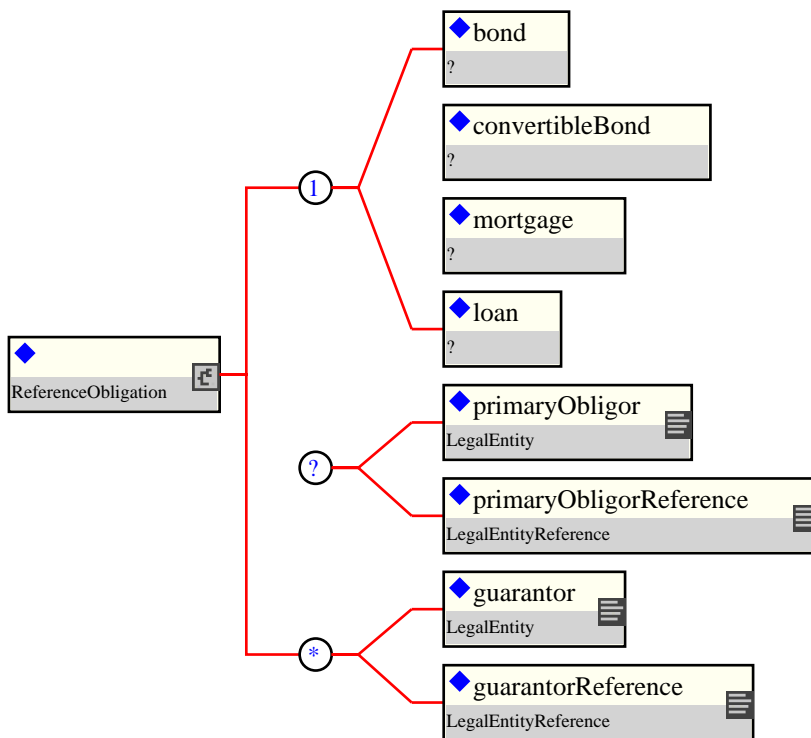 bond
?
convertibleBond
?
1
mortgage
?
loan
?
ReferenceObligation
primaryObligor
LegalEntity
?
primaryObligorReference
LegalEntityReference
guarantor
LegalEntity
*
guarantorReference
LegalEntityReference